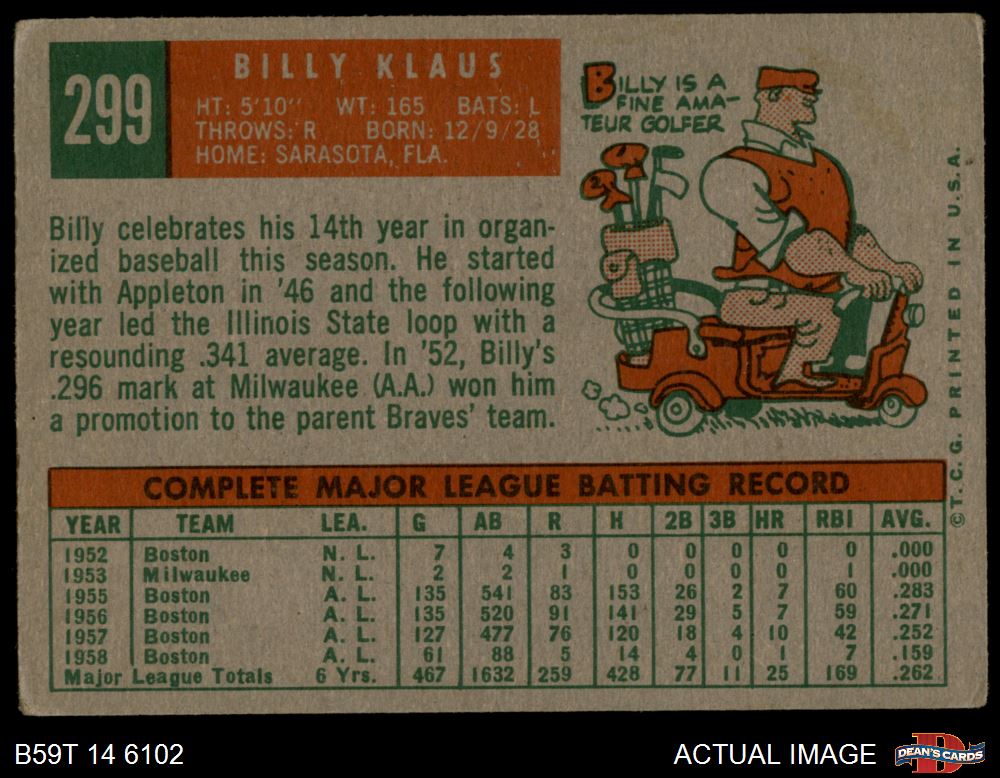 299
BILLY KLAUS
HT: 5'10" WT: 165 BATS: L
THROWS: R BORN: 12/9/28
HOME: SARASOTA, FLA.
BILLY IS A
FINE AMA-
TEUR GOLFER
Billy celebrates his 14th year in organ-
ized baseball this season. He started
with Appleton in '46 and the following
year led the Illinois State loop with a
resounding .341 average. In '52, Billy's
.296 mark at Milwaukee (A.A.) won him
a promotion to the parent Braves' team.
© T. C. G. PRINTED IN U.S.A.
COMPLETE MAJOR LEAGUE BATTING RECORD
YEAR TEAM LEA. G AB R H 2B 3B HR RBI AVG.
1952 Boston N. L. 7 4 3 0 0 0 0 0 .000
1953 Milwaukee N. L. 2 2 1 0 0 0 0 1 .000
1955 Boston A. L. 135 541 83 153 26 2 7 60 .283
1956 Boston A. L. 135 520 91 141 29 5 7 59 .271
1957 Boston A. L. 127 477 76 120 18 4 10 42 .252
1958 Boston A. L. 61 88 5 14 4 0 1 7 .159
Major League Totals 6 Yrs. 467 1632 259 428 77 11 25 169 .262
B59T 14 6102
ACTUAL IMAGE
DEAN'S CARDS